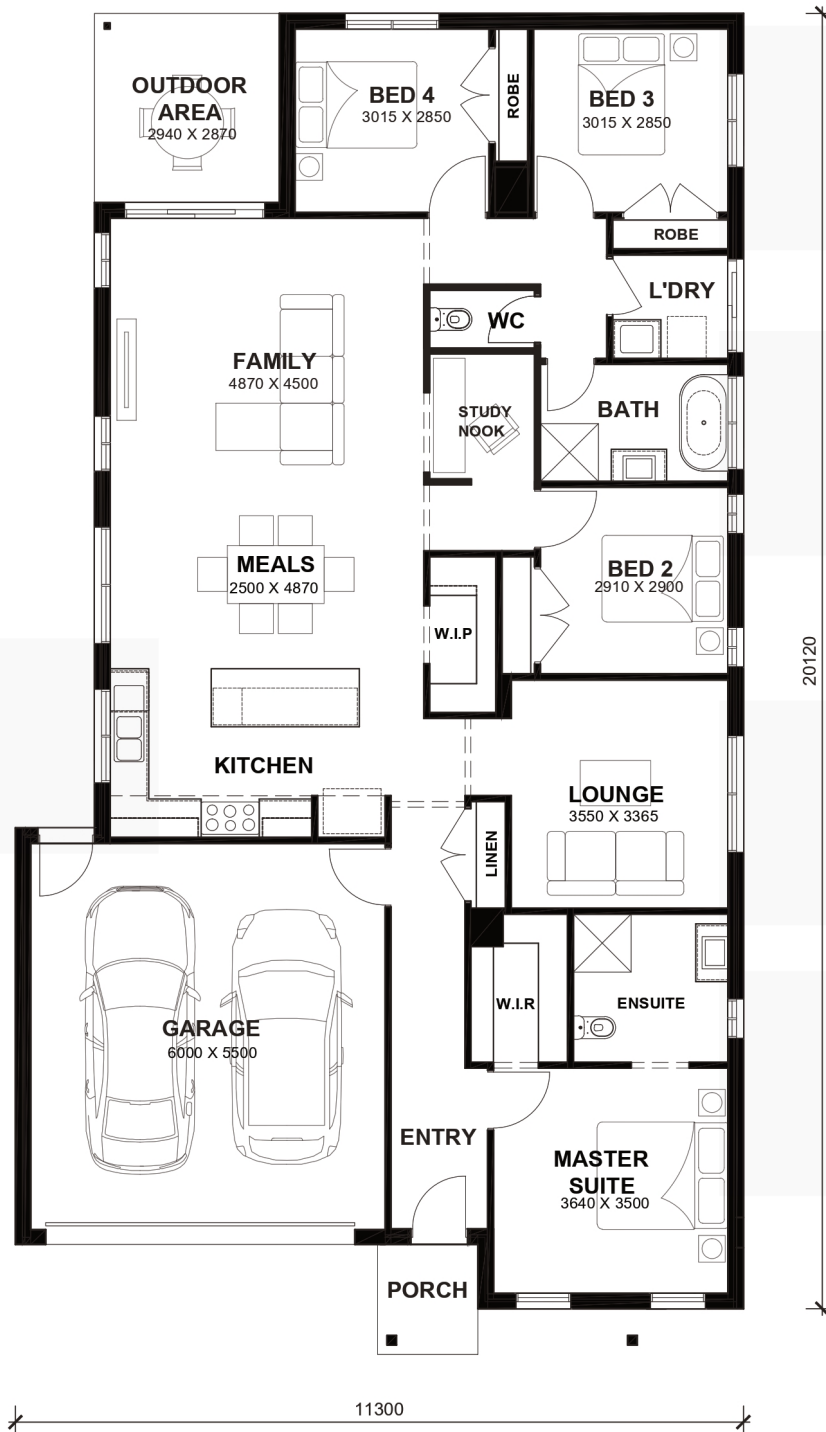 OUTDOOR
AREA
2940 X 2870
BED 4
3015 X 2850
ROBE
BED 3
3015 X 2850
ROBE
L'DRY
WC
FAMILY
4870 X 4500
STUDY
NOOK
BATH
MEALS
2500 X 4870
BED 2
2910 X 2900
W.I.P
20120
KITCHEN
LOUNGE
3550 X 3365
LINEN
W.I.R
ENSUITE
GARAGE
6000 X 5500
ENTRY
MASTER
SUITE
3640 X 3500
PORCH
11300